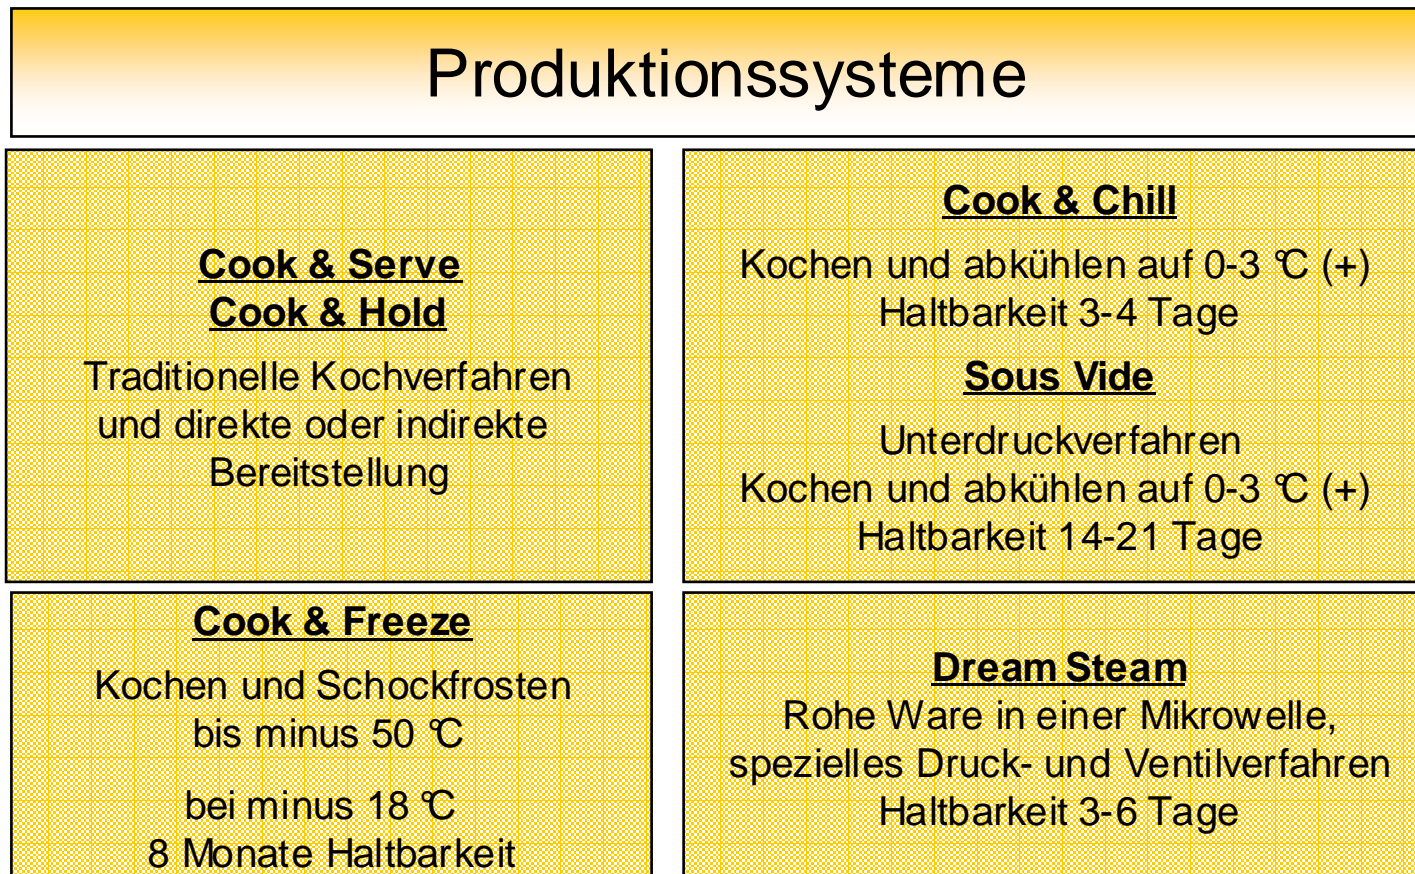 Produktionssysteme
Cook & Serve
Cook & Hold
Traditionelle Kochverfahren
und direkte oder indirekte
Bereitstellung
Cook & Chill
Kochen und abkühlen auf 0-3 °C (+)
Haltbarkeit 3-4 Tage
Sous Vide
Unterdruckverfahren
Kochen und abkühlen auf 0-3 °C (+)
Haltbarkeit 14-21 Tage
Cook & Freeze
Kochen und Schockfrosten
bis minus 50 °C
bei minus 18 °C
8 Monate Haltbarkeit
Dream Steam
Rohe Ware in einer Mikrowelle,
spezielles Druck- und Ventilverfahren
Haltbarkeit 3-6 Tage